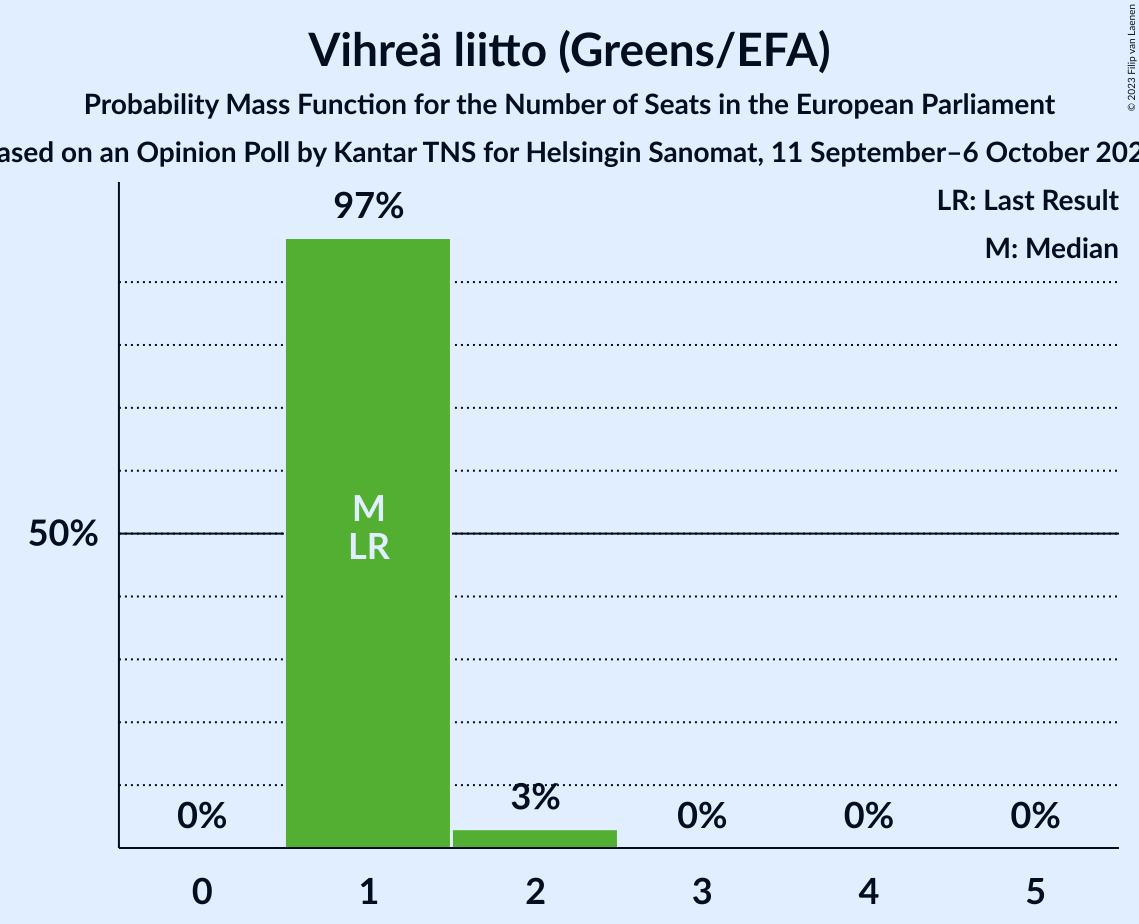 Vihreä liitto (Greens/EFA)
Probability Mass Function for the Number of Seats in the European Parliament
on an Opinion Poll by Kantar TNS for Helsingin Sanomat, 11 September–6 October
LR: Last Result
M: Median
97%
M
LR
50%
0%
3%
0%
0%
0%
0
1
2
3
4
5
© 2023 Filip van Laenen